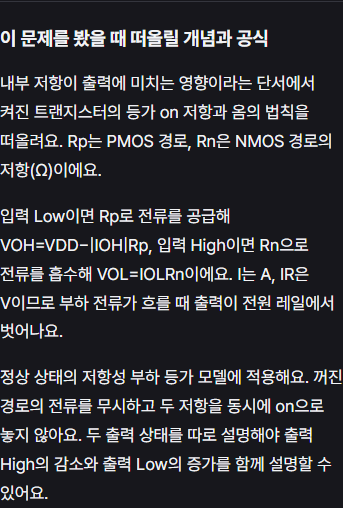 이 문제를 봤을 때 떠올릴 개념과 공식
내부 저항이 출력에 미치는 영향이라는 단서에서
켜진 트랜지스터의 등가 on 저항과 옴의 법칙을
떠올려요. Rp는 PMOS 경로, Rn은 NMOS 경로의
저항(Ω)이에요.
입력 Low이면 Rp로 전류를 공급해
VOH=VDD−|IOH|Rp, 입력 High이면 Rn으로
전류를 흡수해 VOL=IOLRn이에요. I는 A, IR은
V이므로 부하 전류가 흐를 때 출력이 전원 레일에서
벗어나요.
정상 상태의 저항성 부하 등가 모델에 적용해요. 꺼진
경로의 전류를 무시하고 두 저항을 동시에 on으로
놓지 않아요. 두 출력 상태를 따로 설명해야 출력
High의 감소와 출력 Low의 증가를 함께 설명할 수
있어요.